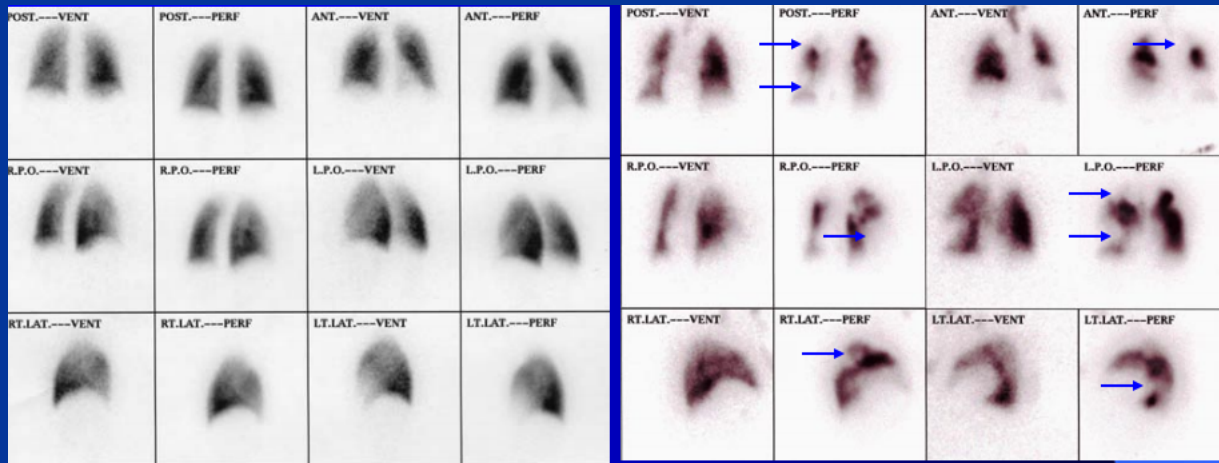 POST.---VENT
POST.---PERF
ANT.---VENT
ANT.---PERF
R.P.O.---VENT
R.P.O.---PERF
L.P.O.---VENT
L.P.O.---PERF
RT.LAT.---VENT
RT.LAT.---PERF
LT.LAT.---VENT
LT.LAT.---PERF
POST.---VENT
POST.---PERF
ANT.---VENT
ANT.---PERF
R.P.O.---VENT
R.P.O.---PERF
L.P.O.---VENT
L.P.O.---PERF
RT.LAT.---VENT
RT.LAT.---PERF
LT.LAT.---VENT
LT.LAT.---PERF